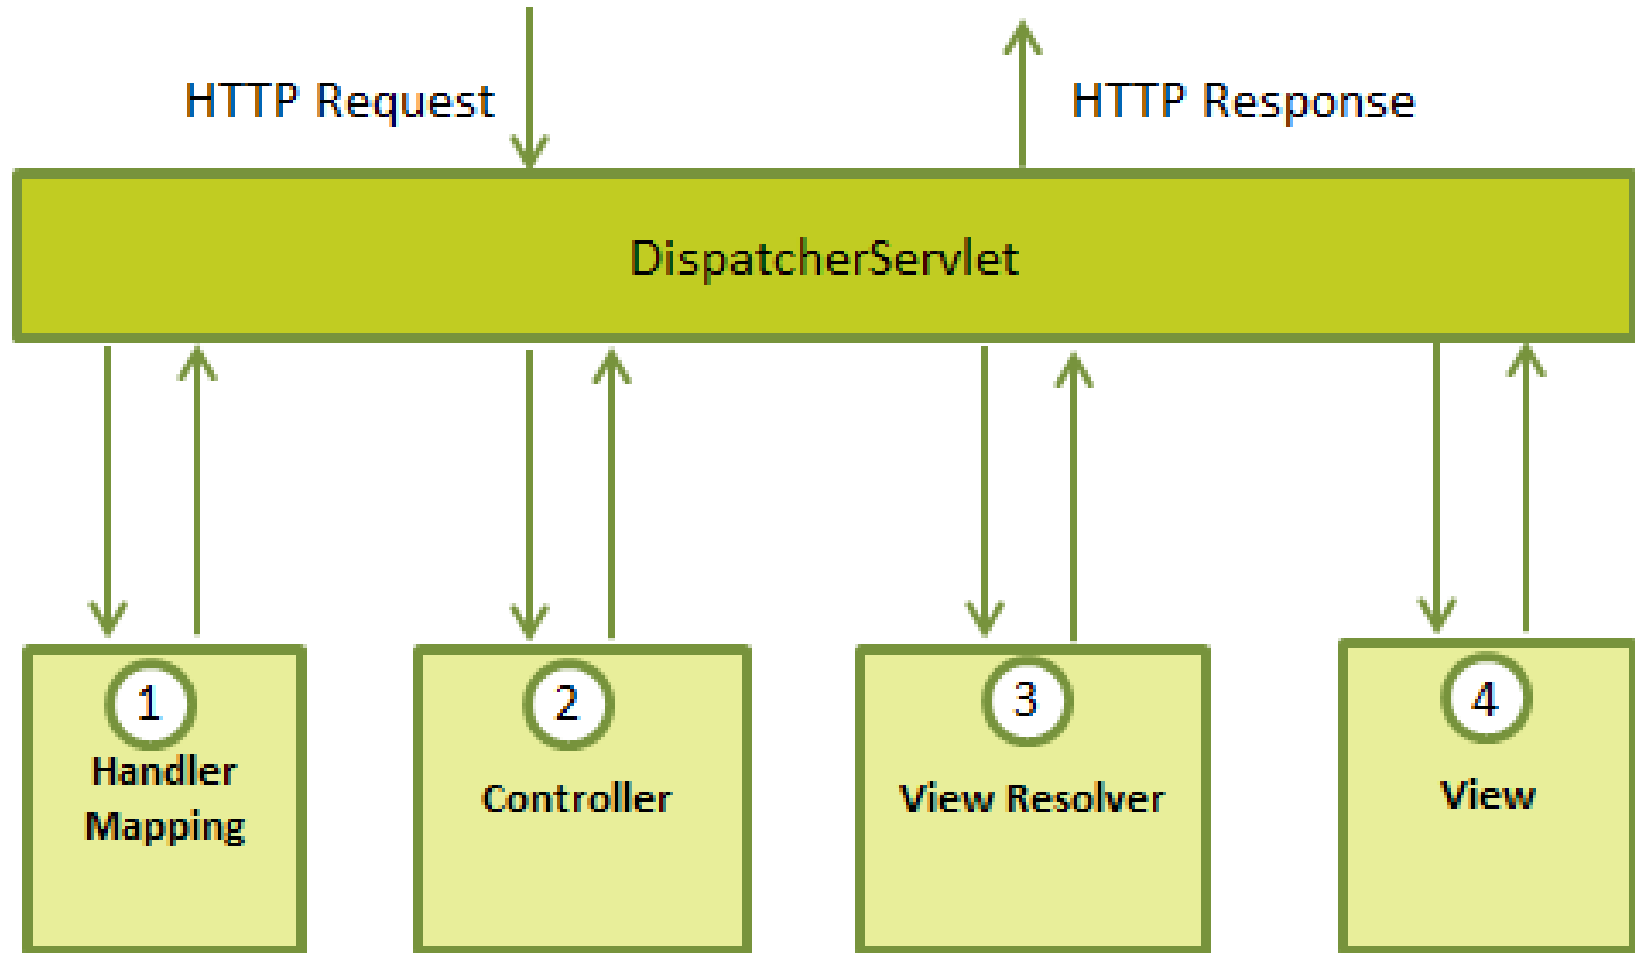 HTTP Request
HTTP Response
DispatcherServlet
1
Handler
Mapping
2
Controller
3
View Resolver
4
View